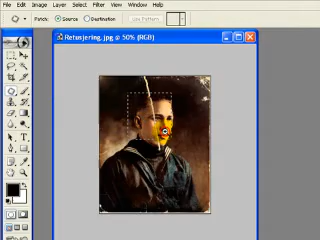 File Edit Image Layer Select Filter View Window Help
Patch: Source Destination Use Pattern
Retusjering.jpg @ 50% (RGB)